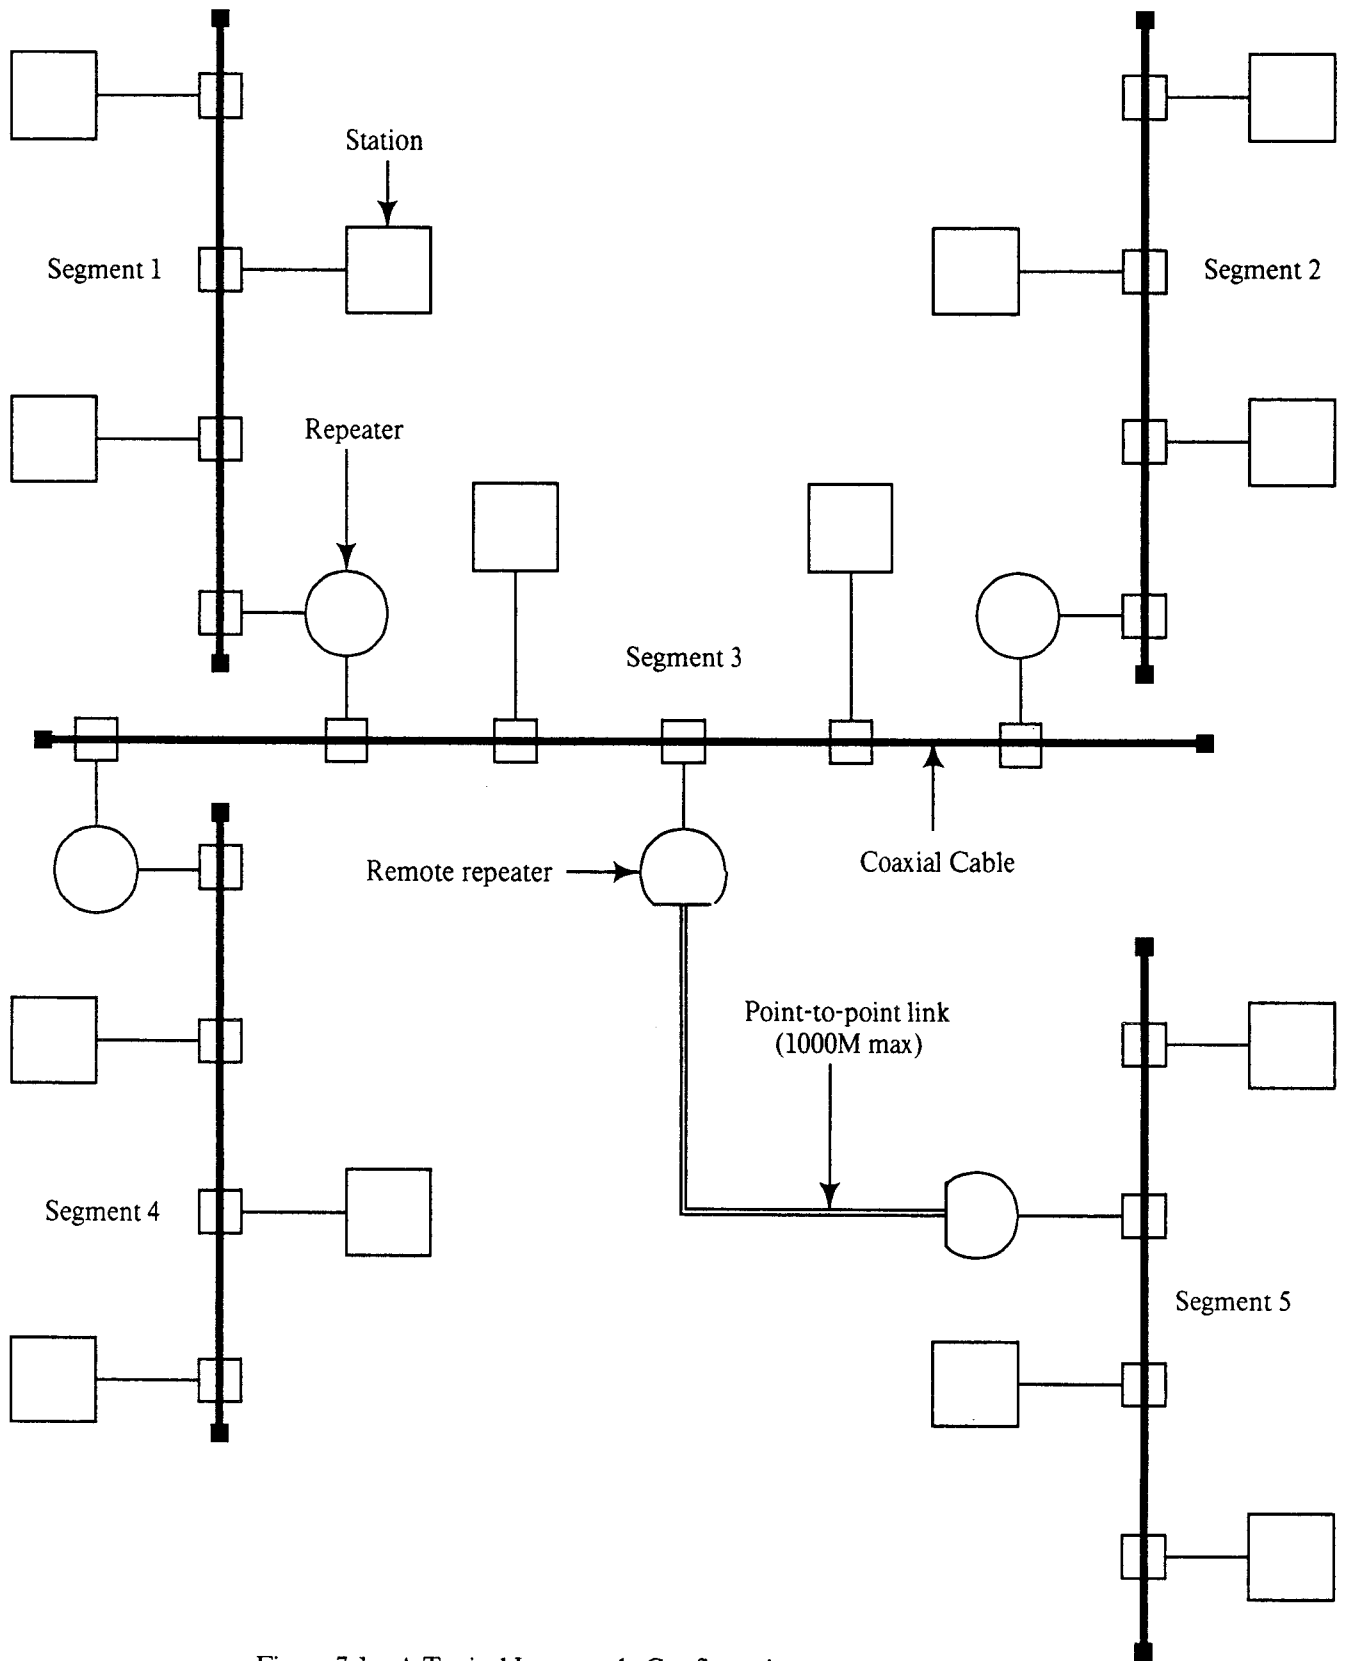 Station
Segment 1
Segment 2
Repeater
Segment 3
Remote repeater
Coaxial Cable
Point-to-point link
(1000M max)
Segment 4
Segment 5